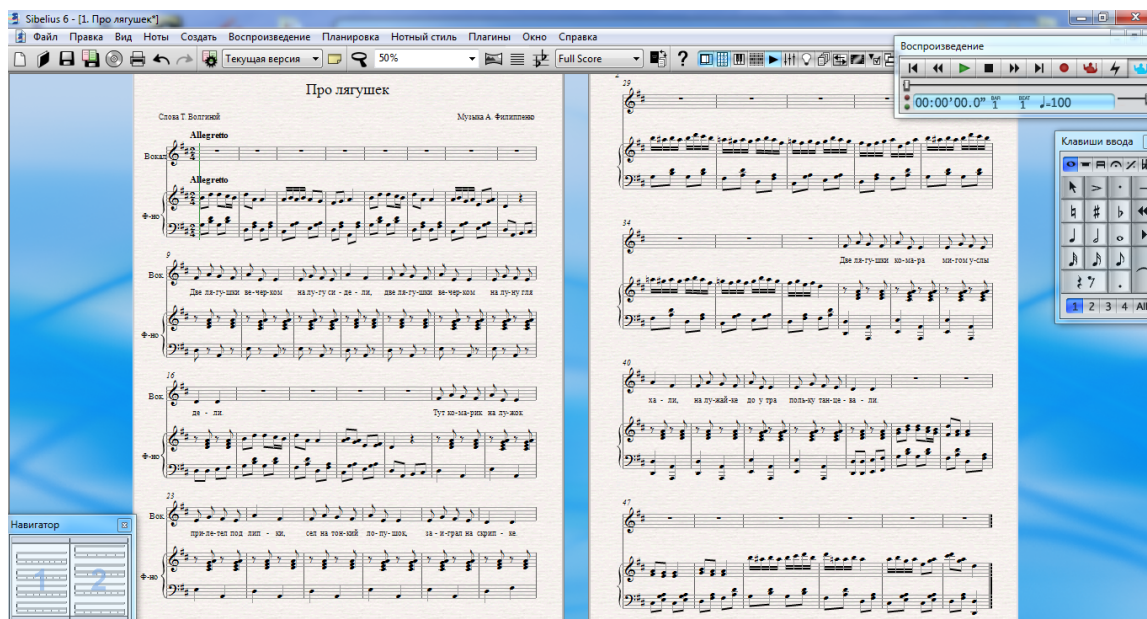 Sibelius 6 - [1. Про лягушек*]
Файл Правка Вид Ноты Создать Воспроизведение Планировка Нотный стиль Плагины Окно Справка
Текущая версия 50% Full Score
Воспроизведение
00:00'00.0" BAR 1 BEAT 1 =100
Клавиши ввода
1 2 3 4 All
Навигатор
1 2
Про лягушек
Слова Т. Волгиной Музыка А. Филиппенко
Allegretto
Вокал
Allegretto
Ф-но
9
Вок.
Две ля-гу-шки ве-чер-ком на лу-гу си - де - ли, две ля-гу-шки ве-чер-ком на лу-ну гля
Ф-но
16
Вок.
де - ли. Тут ко-ма-рик на лу-жок
Ф-но
23
Вок.
при-ле-тел под лип - ки, сел на тон-кий ло-пу-шок, за - и-грал на скрип - ке.
Ф-но
2
29
34
Две ля-гу-шки ко-ма-ра ми-гом у-слы
40
ха - ли, на лу-жай-ке до у тра поль-ку тан-це - ва - ли.
47